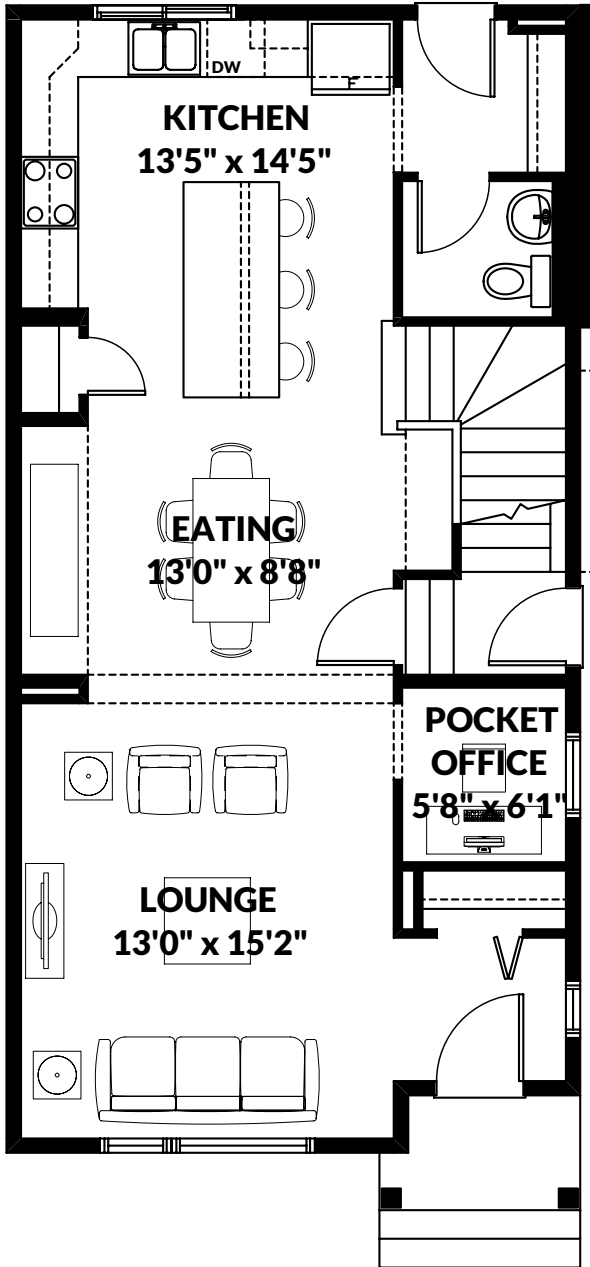 DW
F
KITCHEN
13'5" x 14'5"
EATING
13'0" x 8'8"
POCKET
OFFICE
5'8" x 6'1"
LOUNGE
13'0" x 15'2"